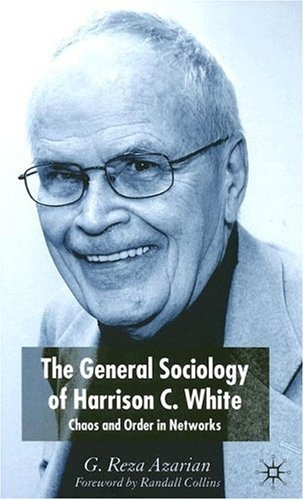 The General Sociology
of Harrison C. White
Chaos and Order in Networks
G. Reza Azarian
Foreword by Randall Collins